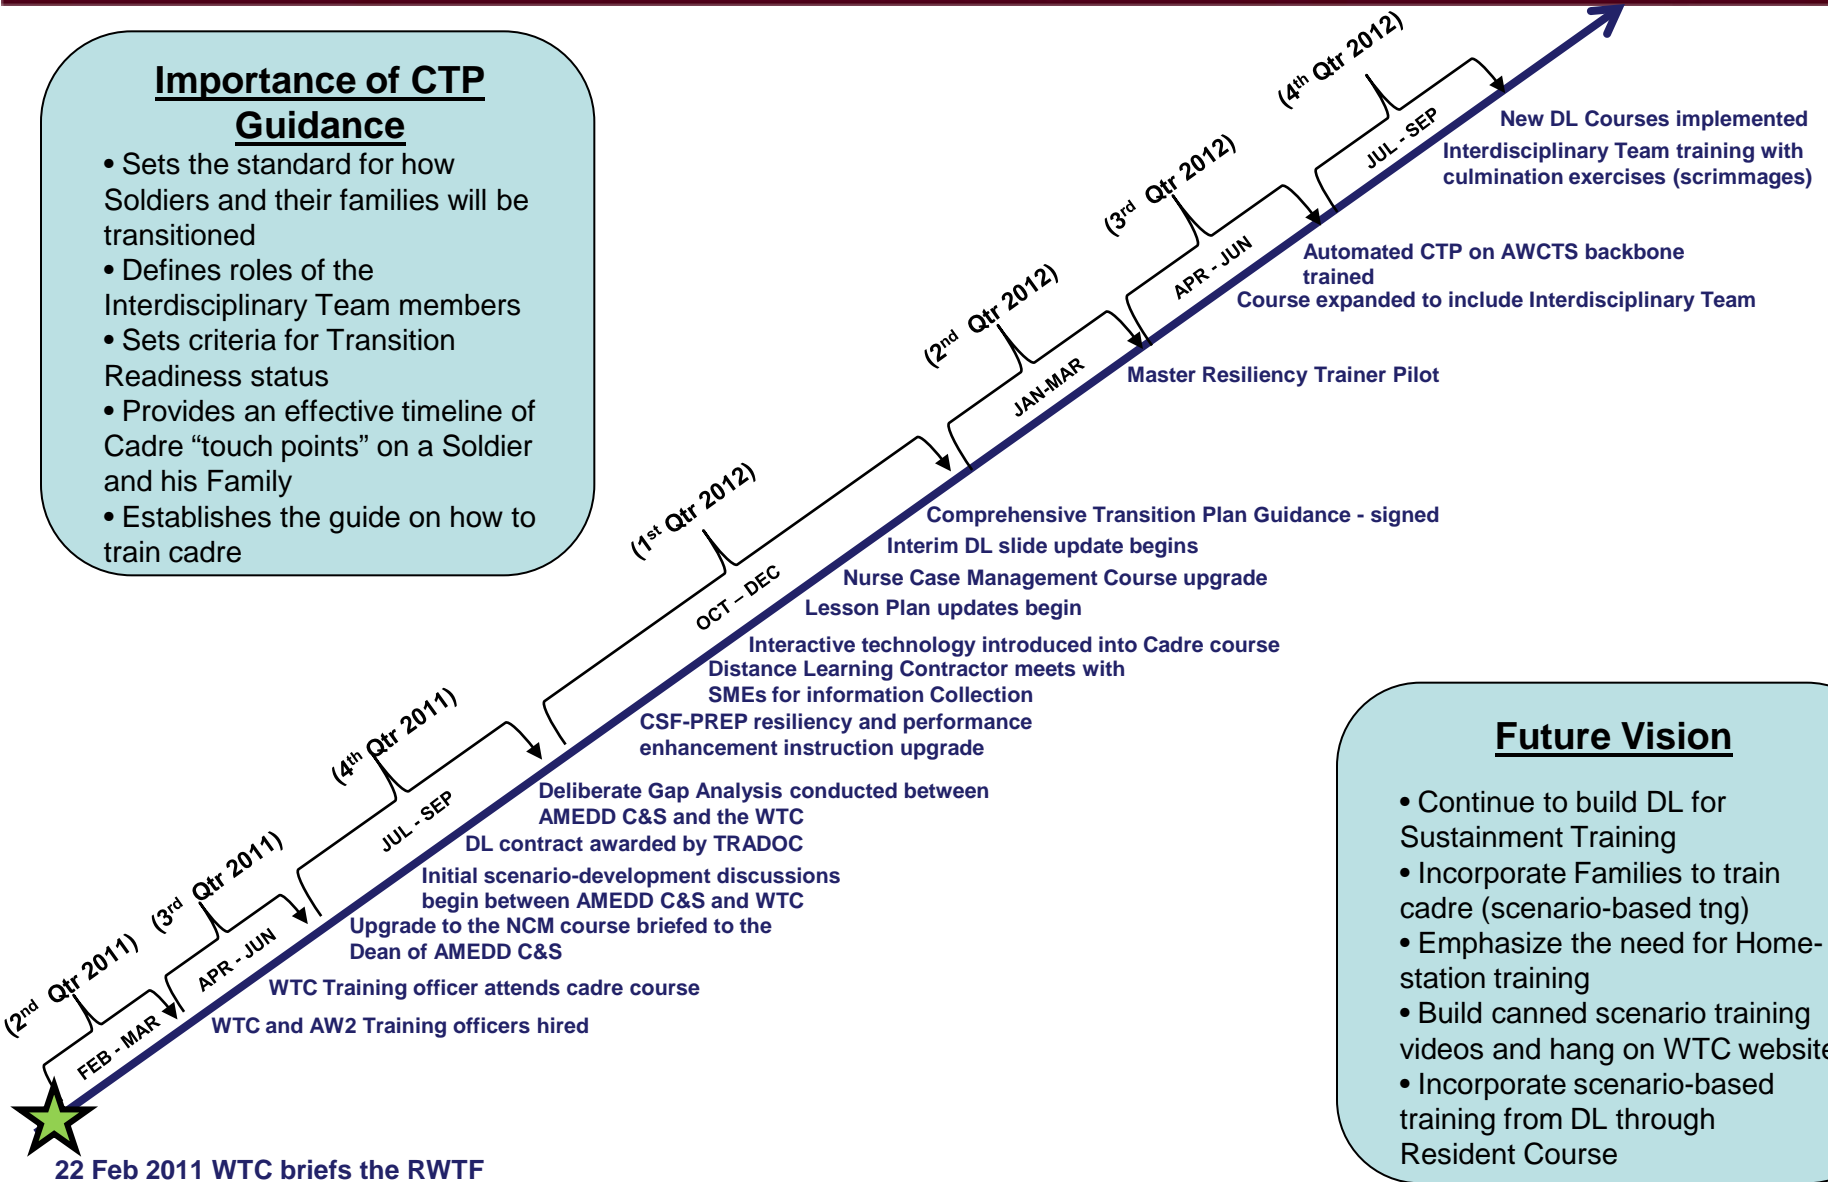 Importance of CTP
Guidance
• Sets the standard for how
Soldiers and their families will be
transitioned
• Defines roles of the
Interdisciplinary Team members
• Sets criteria for Transition
Readiness status
• Provides an effective timeline of
Cadre “touch points” on a Soldier
and his Family
• Establishes the guide on how to
train cadre
(4th Qtr 2012)
JUL - SEP
New DL Courses implemented
Interdisciplinary Team training with
culmination exercises (scrimmages)
(3rd Qtr 2012)
APR - JUN
Automated CTP on AWCTS backbone
trained
Course expanded to include Interdisciplinary Team
(2nd Qtr 2012)
JAN-MAR
Master Resiliency Trainer Pilot
(1st Qtr 2012)
OCT – DEC
Comprehensive Transition Plan Guidance - signed
Interim DL slide update begins
Nurse Case Management Course upgrade
Lesson Plan updates begin
Interactive technology introduced into Cadre course
Distance Learning Contractor meets with
SMEs for information Collection
CSF-PREP resiliency and performance
enhancement instruction upgrade
(4th Qtr 2011)
JUL - SEP
Deliberate Gap Analysis conducted between
AMEDD C&S and the WTC
DL contract awarded by TRADOC
Initial scenario-development discussions
begin between AMEDD C&S and WTC
Upgrade to the NCM course briefed to the
Dean of AMEDD C&S
(3rd Qtr 2011)
APR - JUN
WTC Training officer attends cadre course
(2nd Qtr 2011)
FEB - MAR
WTC and AW2 Training officers hired
22 Feb 2011 WTC briefs the RWTF
Future Vision
• Continue to build DL for
Sustainment Training
• Incorporate Families to train
cadre (scenario-based tng)
• Emphasize the need for Home-
station training
• Build canned scenario training
videos and hang on WTC website
• Incorporate scenario-based
training from DL through
Resident Course